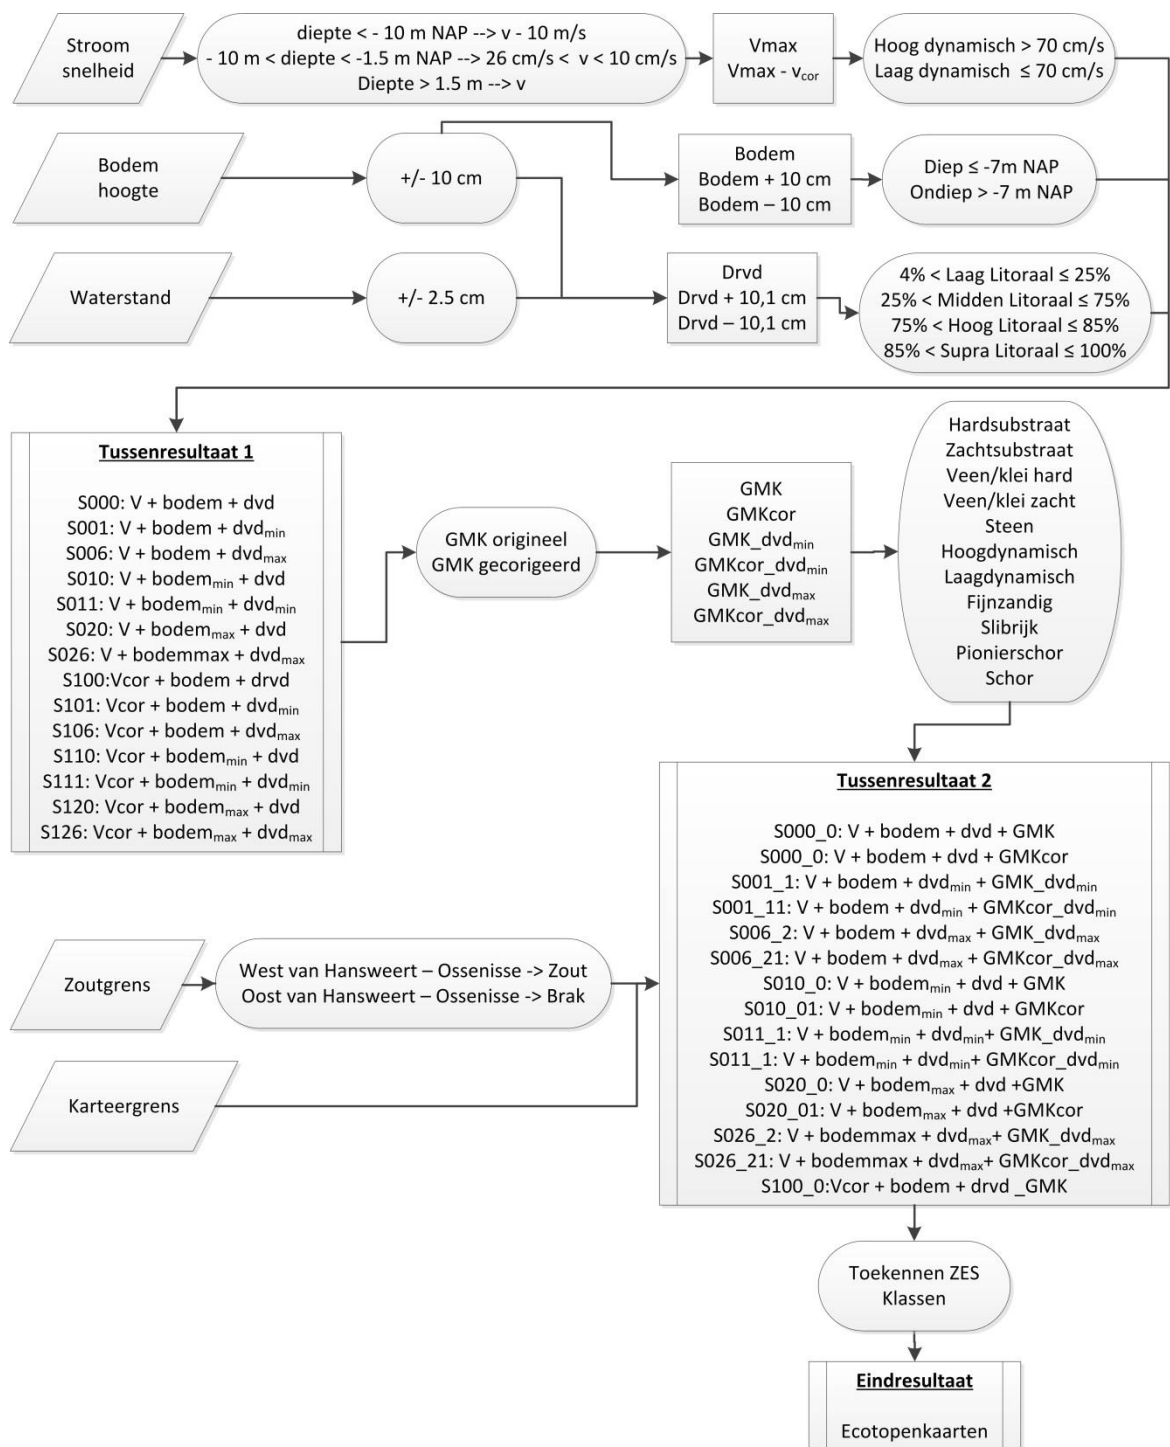 Stroom
snelheid
diepte < - 10 m NAP --> v - 10 m/s
- 10 m < diepte < -1.5 m NAP --> 26 cm/s < v < 10 cm/s
Diepte > 1.5 m --> v
Vmax
Vmax - vcor
Hoog dynamisch > 70 cm/s
Laag dynamisch ≤ 70 cm/s
Bodem
hoogte
+/- 10 cm
Bodem
Bodem + 10 cm
Bodem – 10 cm
Diep ≤ -7m NAP
Ondiep > -7 m NAP
Waterstand
+/- 2.5 cm
Drvd
Drvd + 10,1 cm
Drvd – 10,1 cm
4% < Laag Litoraal ≤ 25%
25% < Midden Litoraal ≤ 75%
75% < Hoog Litoraal ≤ 85%
85% < Supra Litoraal ≤ 100%
Tussenresultaat 1
S000: V + bodem + dvd
S001: V + bodem + dvdmin
S006: V + bodem + dvdmax
S010: V + bodemmin + dvd
S011: V + bodemmin + dvdmin
S020: V + bodemmax + dvd
S026: V + bodemmax + dvdmax
S100:Vcor + bodem + drvd
S101: Vcor + bodem + dvdmin
S106: Vcor + bodem + dvdmax
S110: Vcor + bodemmin + dvd
S111: Vcor + bodemmin + dvdmin
S120: Vcor + bodemmax + dvd
S126: Vcor + bodemmax + dvdmax
GMK origineel
GMK gecorigeerd
GMK
GMKcor
GMK_dvdmin
GMKcor_dvdmin
GMK_dvdmax
GMKcor_dvdmax
Hardsubstraat
Zachtsubstraat
Veen/klei hard
Veen/klei zacht
Steen
Hoogdynamisch
Laagdynamisch
Fijnzandig
Slibrijk
Pionierschor
Schor
Tussenresultaat 2
S000_0: V + bodem + dvd + GMK
S000_0: V + bodem + dvd + GMKcor
S001_1: V + bodem + dvdmin + GMK_dvdmin
S001_11: V + bodem + dvdmin + GMKcor_dvdmin
S006_2: V + bodem + dvdmax + GMK_dvdmax
S006_21: V + bodem + dvdmax + GMKcor_dvdmax
S010_0: V + bodemmin + dvd + GMK
S010_01: V + bodemmin + dvd + GMKcor
S011_1: V + bodemmin + dvdmin+ GMK_dvdmin
S011_1: V + bodemmin + dvdmin+ GMKcor_dvdmin
S020_0: V + bodemmax + dvd +GMK
S020_01: V + bodemmax + dvd +GMKcor
S026_2: V + bodemmax + dvdmax+ GMK_dvdmax
S026_21: V + bodemmax + dvdmax+ GMKcor_dvdmax
S100_0:Vcor + bodem + drvd _GMK
Zoutgrens
West van Hansweert – Ossenisse -> Zout
Oost van Hansweert – Ossenisse -> Brak
Karteergrens
Toekennen ZES
Klassen
Eindresultaat
Ecotopenkaarten